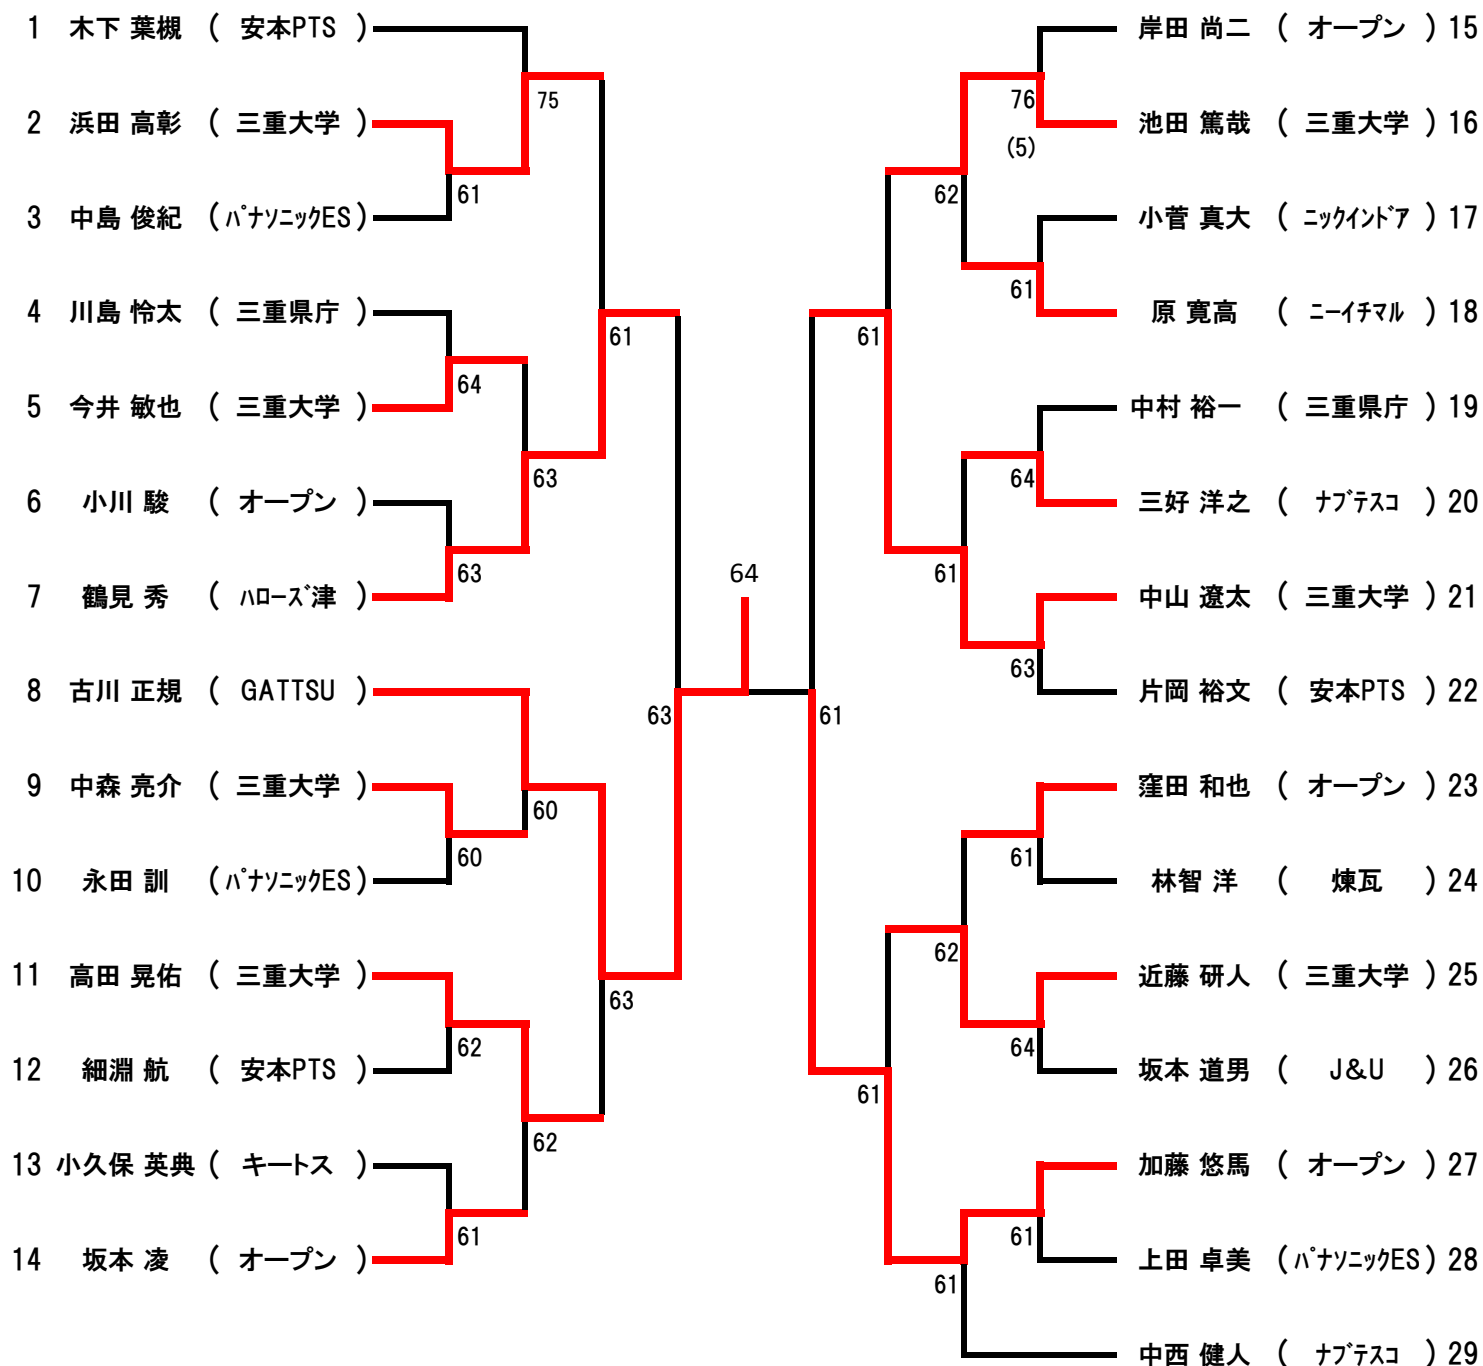 1 木下 葉槻 ( 安本PTS )
2 浜田 高彰 ( 三重大学 )
3 中島 俊紀 (ﾊﾟﾅｿﾆｯｸES)
4 川島 怜太 ( 三重県庁 )
5 今井 敏也 ( 三重大学 )
6 小川 駿 ( オープン )
7 鶴見 秀 ( ﾊﾛｰｽﾞ津 )
8 古川 正規 ( GATTSU )
9 中森 亮介 ( 三重大学 )
10 永田 訓 (ﾊﾟﾅｿﾆｯｸES)
11 高田 晃佑 ( 三重大学 )
12 細淵 航 ( 安本PTS )
13 小久保 英典 ( キートス )
14 坂本 凌 ( オープン )
75
61
64
61
63
63
60
60
63
62
62
61
63
64
61
岸田 尚二 ( オープン ) 15
池田 篤哉 ( 三重大学 ) 16
小菅 真大 ( ﾆｯｸｲﾝﾄﾞｱ ) 17
原 寛高 ( ﾆｰｲﾁﾏﾙ ) 18
中村 裕一 ( 三重県庁 ) 19
三好 洋之 ( ﾅﾌﾞﾃｽｺ ) 20
中山 遼太 ( 三重大学 ) 21
片岡 裕文 ( 安本PTS ) 22
窪田 和也 ( オープン ) 23
林智 洋 ( 煉瓦 ) 24
近藤 研人 ( 三重大学 ) 25
坂本 道男 ( J&U ) 26
加藤 悠馬 ( オープン ) 27
上田 卓美 (ﾊﾟﾅｿﾆｯｸES) 28
中西 健人 ( ﾅﾌﾞﾃｽｺ ) 29
76
(5)
62
61
61
64
61
63
61
62
64
61
61
61